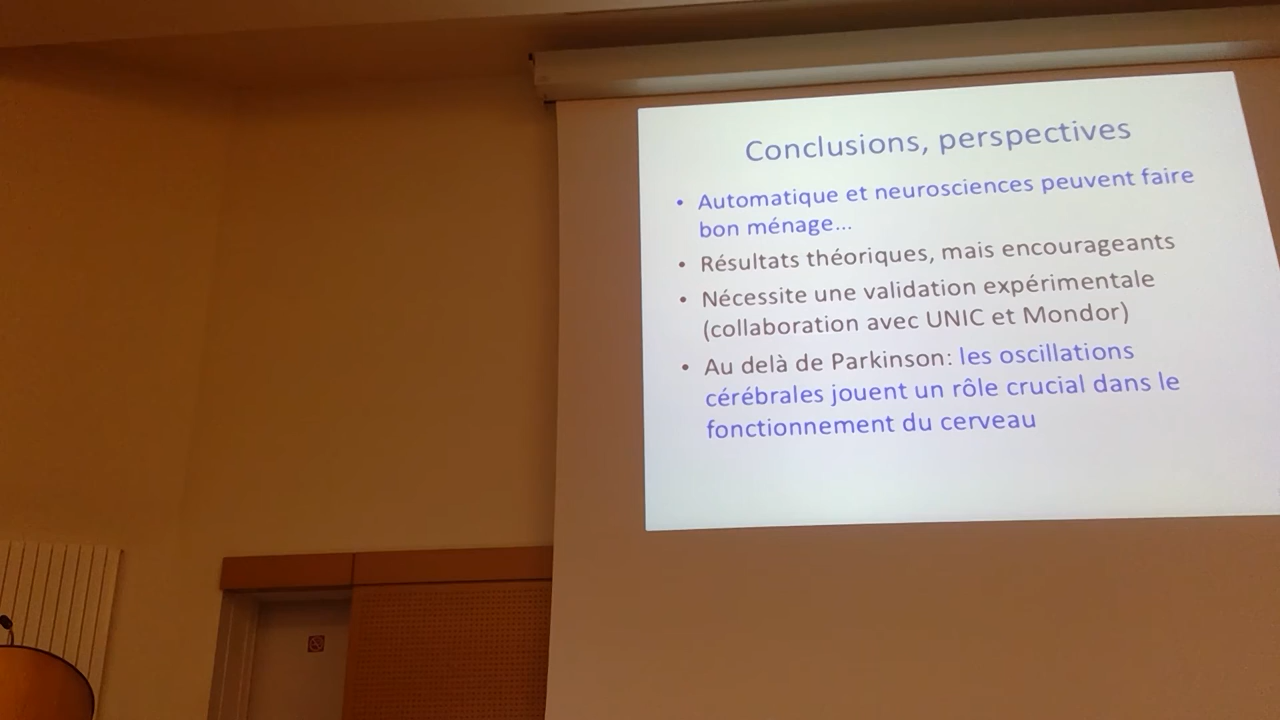 Conclusions, perspectives
• Automatique et neurosciences peuvent faire
bon ménage...
• Résultats théoriques, mais encourageants
• Nécessite une validation expérimentale
(collaboration avec UNIC et Mondor)
• Au delà de Parkinson: les oscillations
cérébrales jouent un rôle crucial dans le
fonctionnement du cerveau